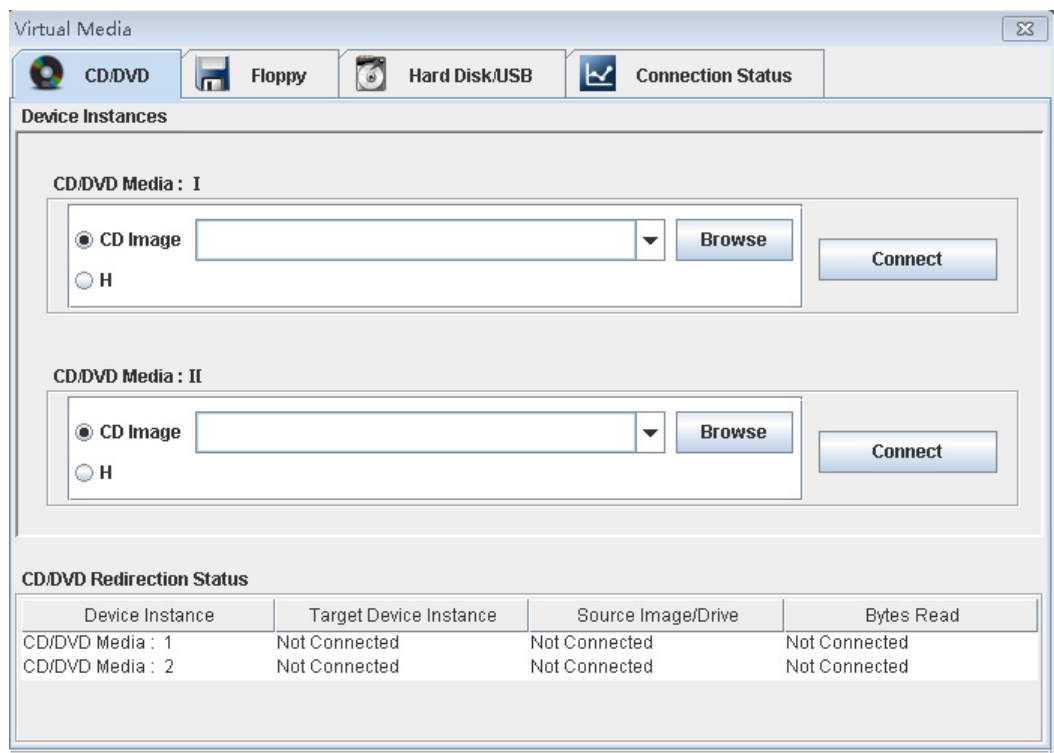 Virtual Media
CD/DVD Floppy Hard Disk/USB Connection Status
Device Instances
CD/DVD Media : I
CD Image Browse
Connect
H
CD/DVD Media : II
CD Image Browse
Connect
H
CD/DVD Redirection Status
Device Instance Target Device Instance Source Image/Drive Bytes Read
CD/DVD Media : 1 Not Connected Not Connected Not Connected
CD/DVD Media : 2 Not Connected Not Connected Not Connected